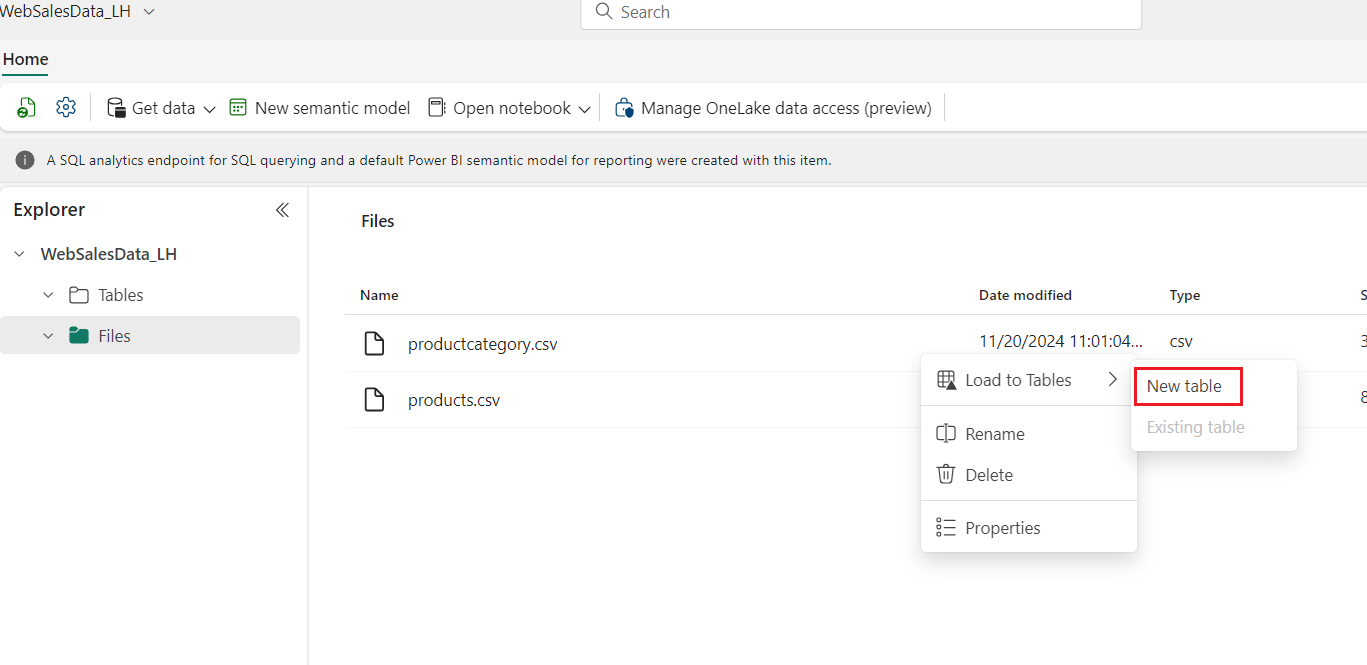 WebSalesData_LH
Search
Home
Get data
New semantic model
Open notebook
Manage OneLake data access (preview)
A SQL analytics endpoint for SQL querying and a default Power BI semantic model for reporting were created with this item.
Explorer
WebSalesData_LH
Tables
Files
Files
Name Date modified Type
productcategory.csv 11/20/2024 11:01:04... csv
products.csv
Load to Tables
Rename
Delete
Properties
New table
Existing table